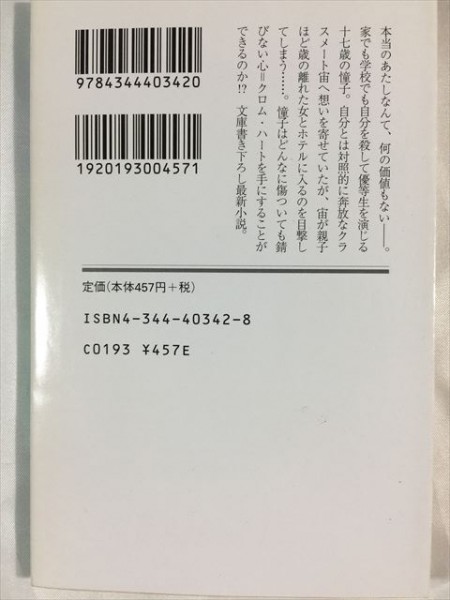 本当のあたしなんて、何の価値もない――。
家でも学校でも自分を殺して優等生を演じる
十七歳の憧子。自分とは対照的に奔放なクラ
スメート宙へ想いを寄せていたが、宙が親子
ほど歳の離れた女とホテルに入るのを目撃し
てしまう……。憧子はどんなに傷ついても錆
びない心＝クロム・ハートを手にすることが
できるのか!? 文庫書き下ろし最新小説。
9784344403420
1920193004571
定価(本体457円+税)
ISBN4-344-40342-8
C0193 ¥457E